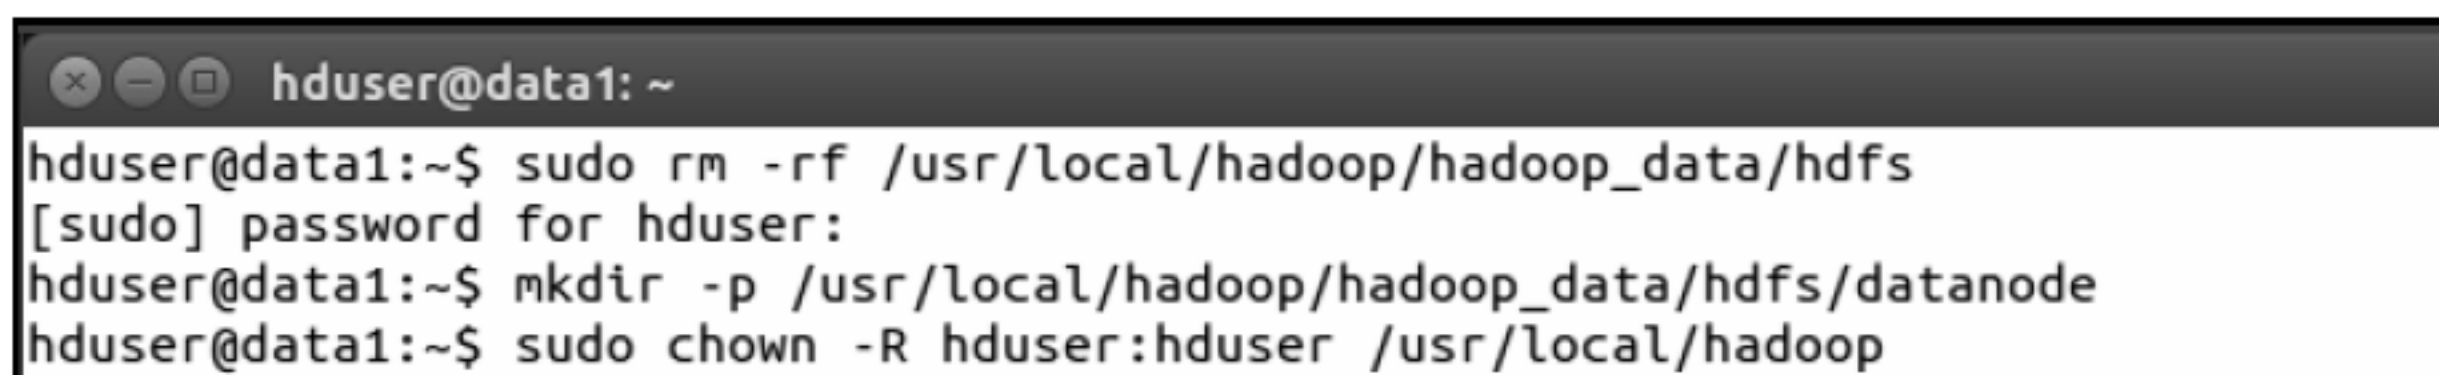 hduser@data1: ~
hduser@data1:~$ sudo rm -rf /usr/local/hadoop/hadoop_data/hdfs
[sudo] password for hduser:
hduser@data1:~$ mkdir -p /usr/local/hadoop/hadoop_data/hdfs/datanode
hduser@data1:~$ sudo chown -R hduser:hduser /usr/local/hadoop